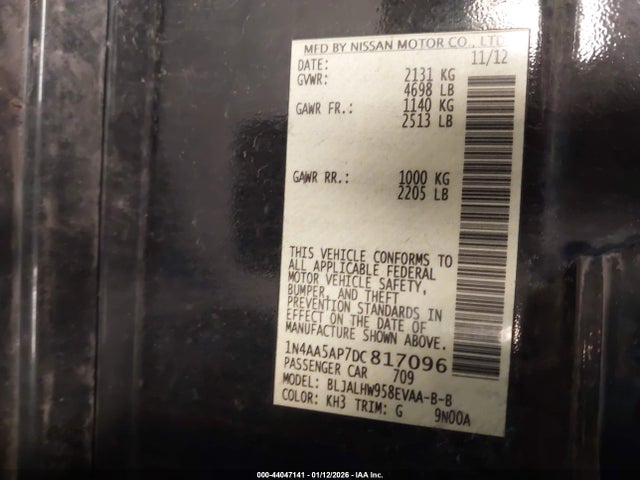 MFD BY NISSAN MOTOR CO., LTD
DATE: 11/12
GVWR: 2131 KG
4698 LB
GAWR FR.: 1140 KG
2513 LB
GAWR RR.: 1000 KG
2205 LB
THIS VEHICLE CONFORMS TO
ALL APPLICABLE FEDERAL
MOTOR VEHICLE SAFETY,
BUMPER, AND THEFT
PREVENTION STANDARDS IN
EFFECT ON THE DATE OF
MANUFACTURE SHOWN ABOVE.
1N4AA5AP7DC817096
PASSENGER CAR 709
MODEL: BLJALHW958EVAA-B-B
COLOR: KH3 TRIM: G 9N00A
000-44047141 - 01/12/2026 - IAA Inc.